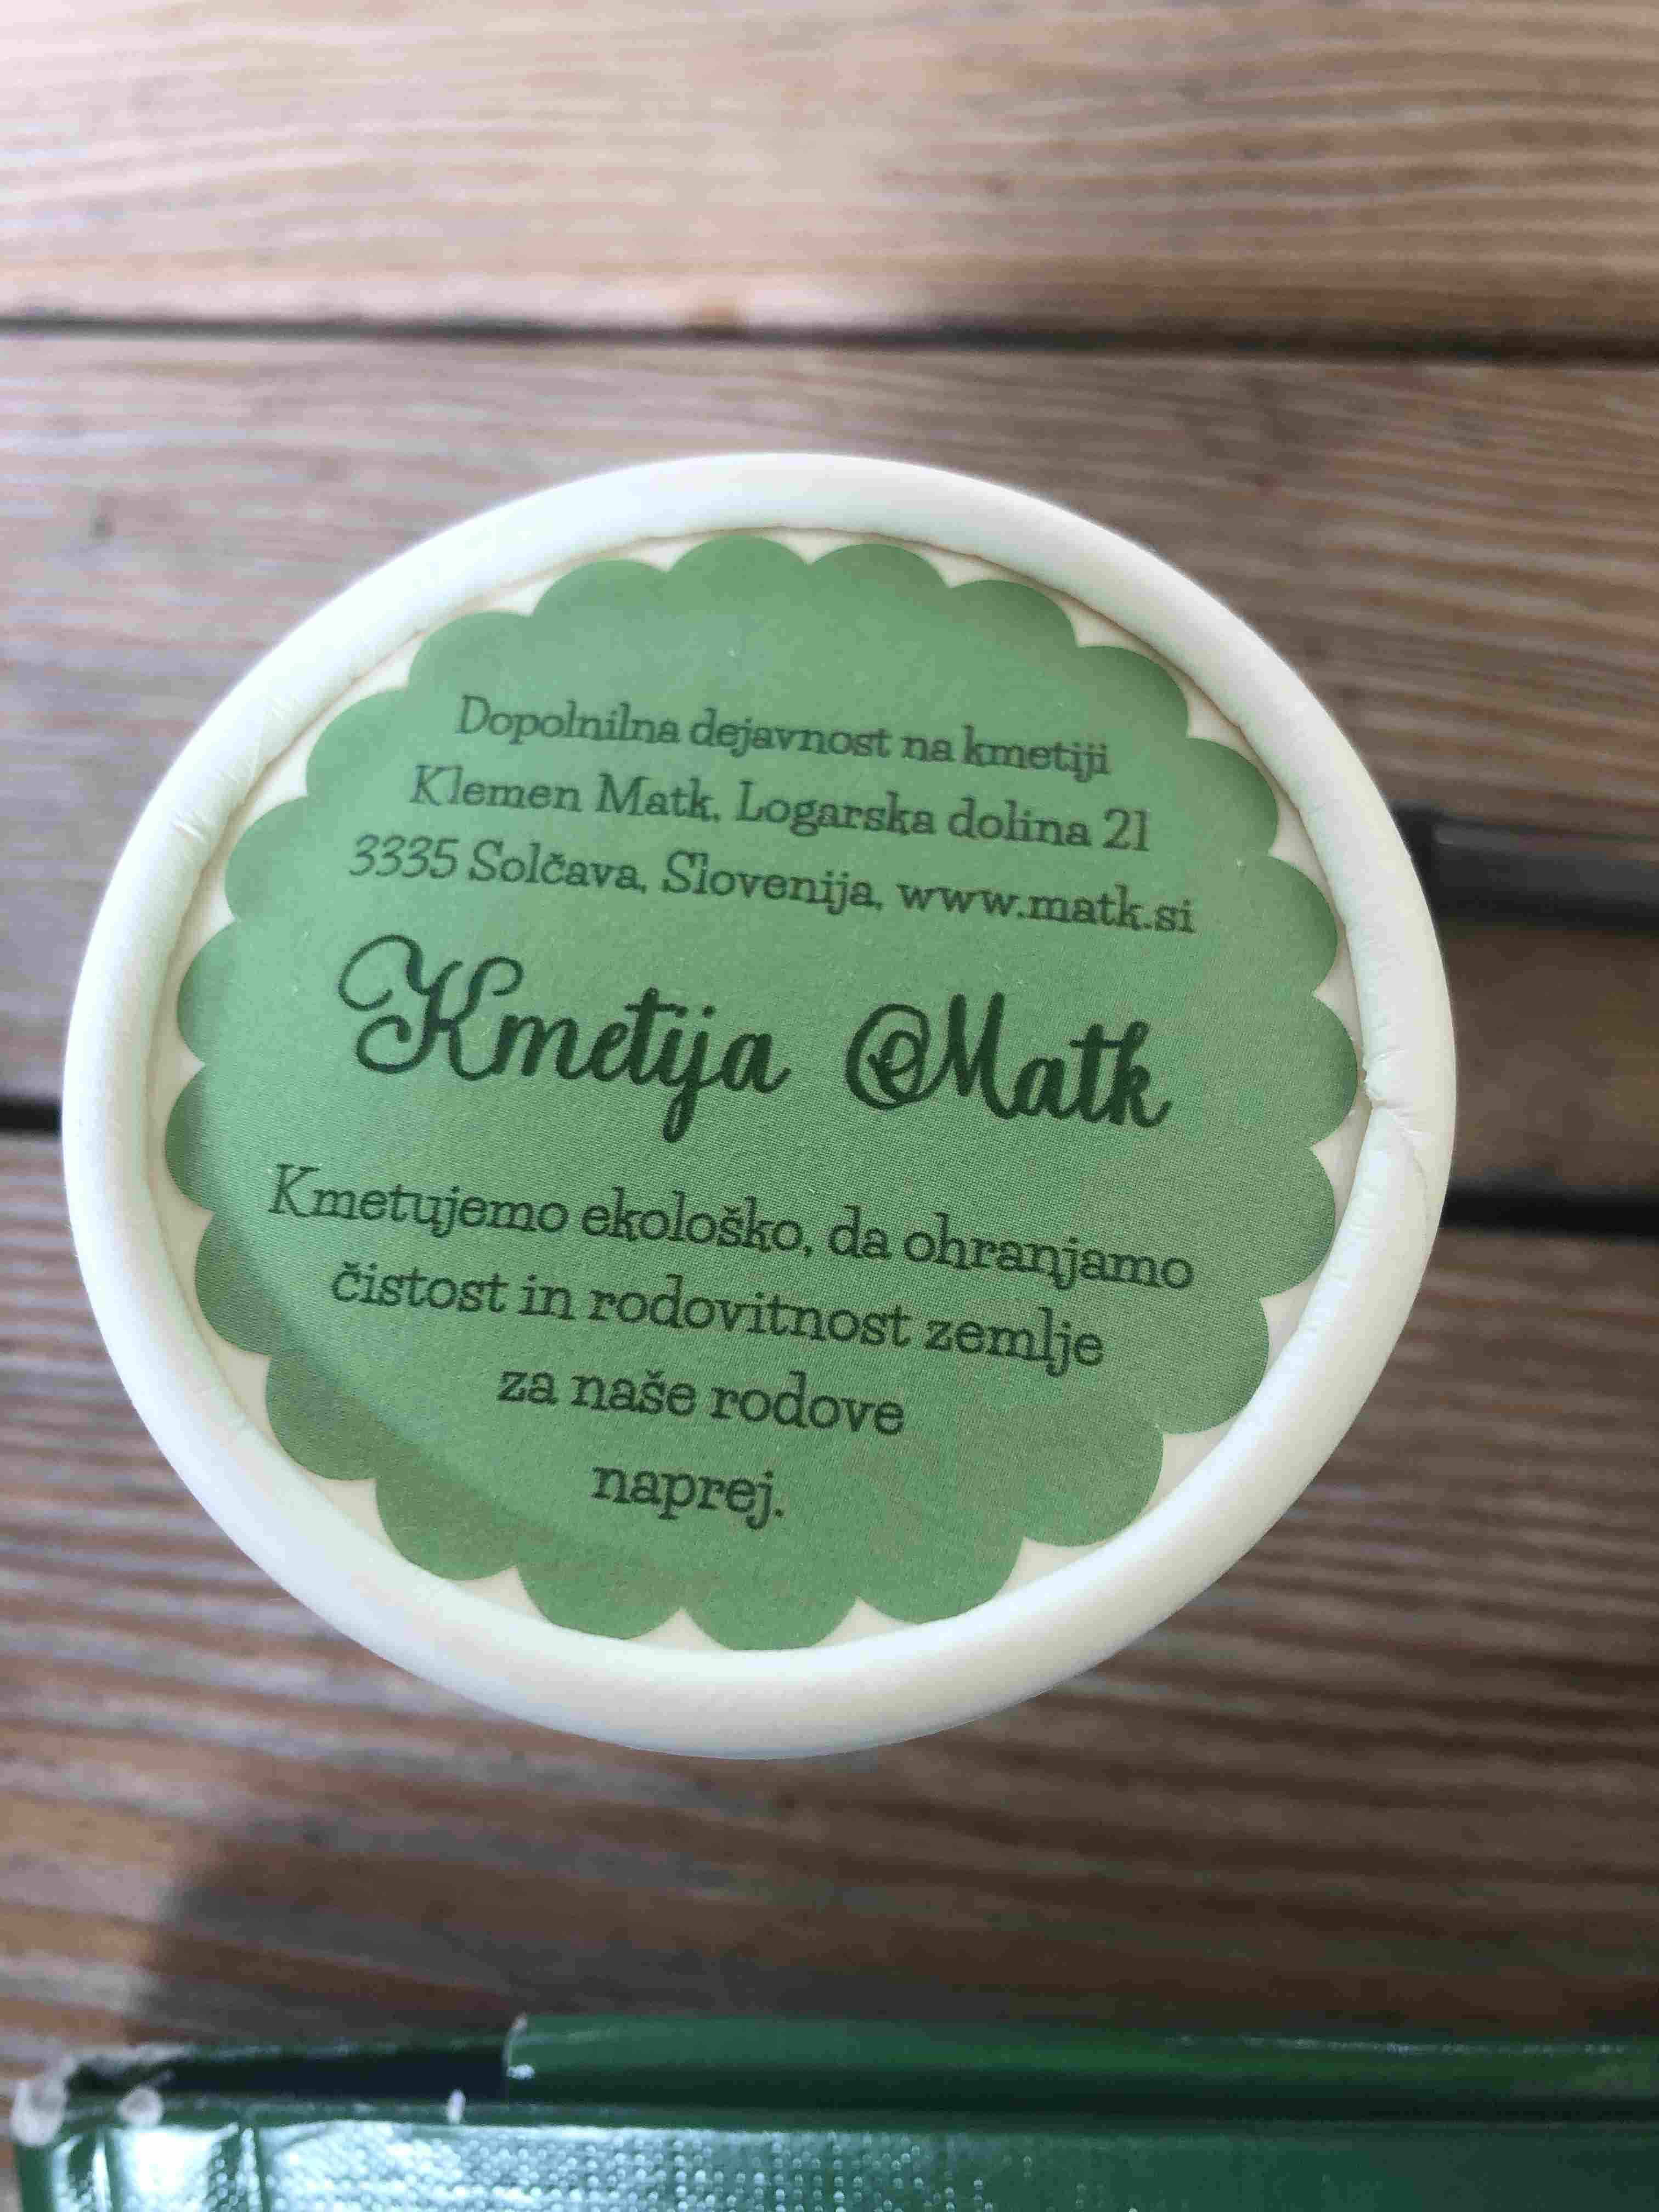 Dopolnilna dejavnost na kmetiji
Klemen Matk, Logarska dolina 21
3335 Solčava, Slovenija, www.matk.si
Kmetija Matk
Kmetujemo ekološko, da ohranjamo
čistost in rodovitnost zemlje
za naše rodove
naprej.